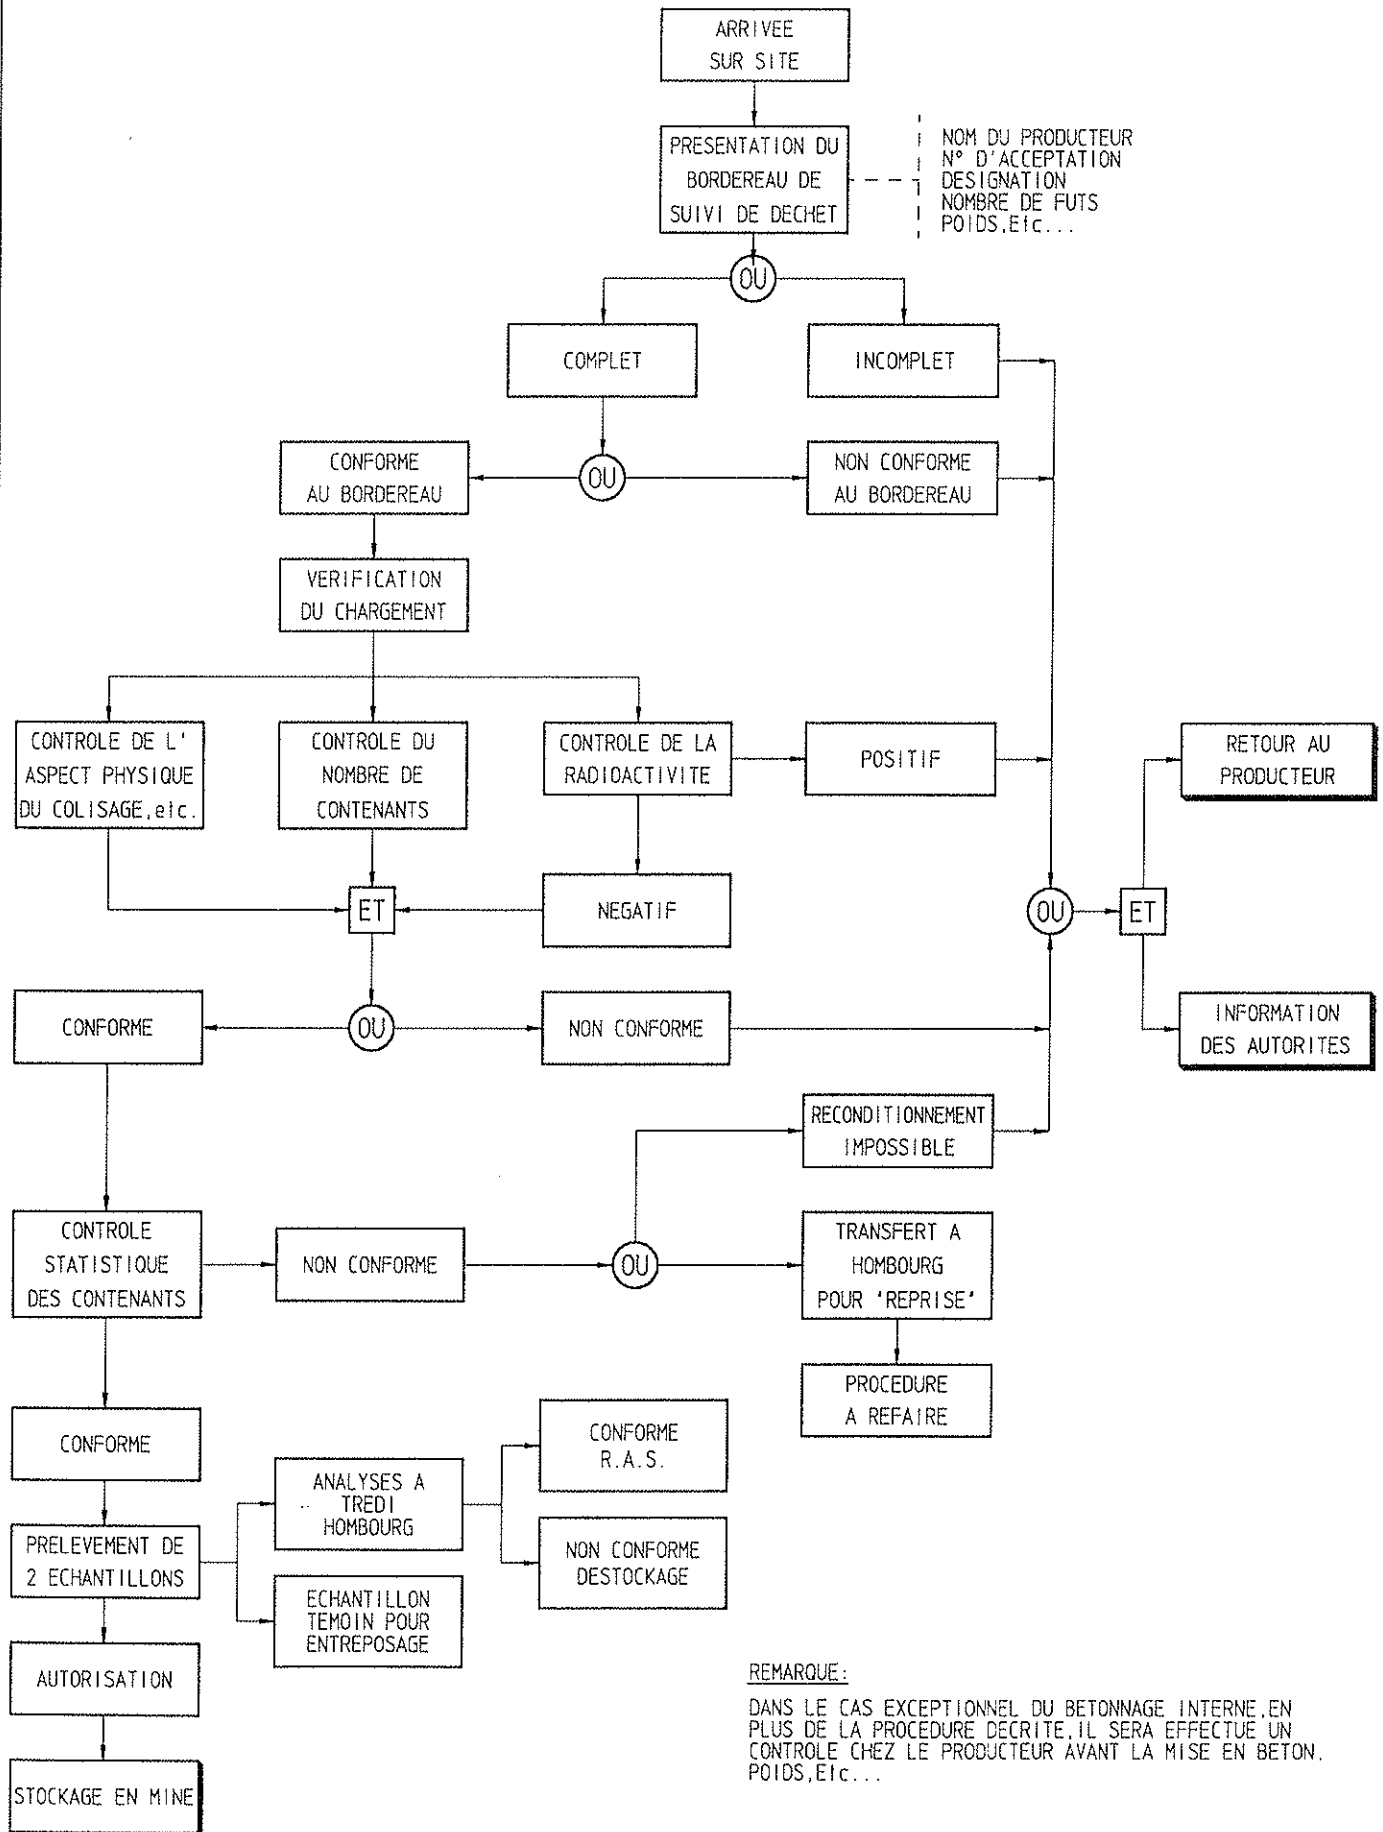 ARRIVEE
SUR SITE
PRESENTATION DU
BORDEREAU DE
SUIVI DE DECHET
NOM DU PRODUCTEUR
N° D'ACCEPTATION
DESIGNATION
NOMBRE DE FUTS
POIDS,Etc...
OU
COMPLET
INCOMPLET
CONFORME
AU BORDEREAU
OU
NON CONFORME
AU BORDEREAU
VERIFICATION
DU CHARGEMENT
CONTROLE DE L'
ASPECT PHYSIQUE
DU COLISAGE,etc.
CONTROLE DU
NOMBRE DE
CONTENANTS
CONTROLE DE LA
RADIOACTIVITE
POSITIF
RETOUR AU
PRODUCTEUR
ET
NEGATIF
OU
ET
CONFORME
OU
NON CONFORME
INFORMATION
DES AUTORITES
RECONDITIONNEMENT
IMPOSSIBLE
CONTROLE
STATISTIQUE
DES CONTENANTS
NON CONFORME
OU
TRANSFERT A
HOMBOURG
POUR 'REPRISE'
PROCEDURE
A REFAIRE
CONFORME
ANALYSES A
TREDI
HOMBOURG
CONFORME
R.A.S.
PRELEVEMENT DE
2 ECHANTILLONS
NON CONFORME
DESTOCKAGE
ECHANTILLON
TEMOIN POUR
ENTREPOSAGE
AUTORISATION
STOCKAGE EN MINE
REMARQUE:
DANS LE CAS EXCEPTIONNEL DU BETONNAGE INTERNE,EN
PLUS DE LA PROCEDURE DECRITE,IL SERA EFFECTUE UN
CONTROLE CHEZ LE PRODUCTEUR AVANT LA MISE EN BETON.
POIDS,Etc...